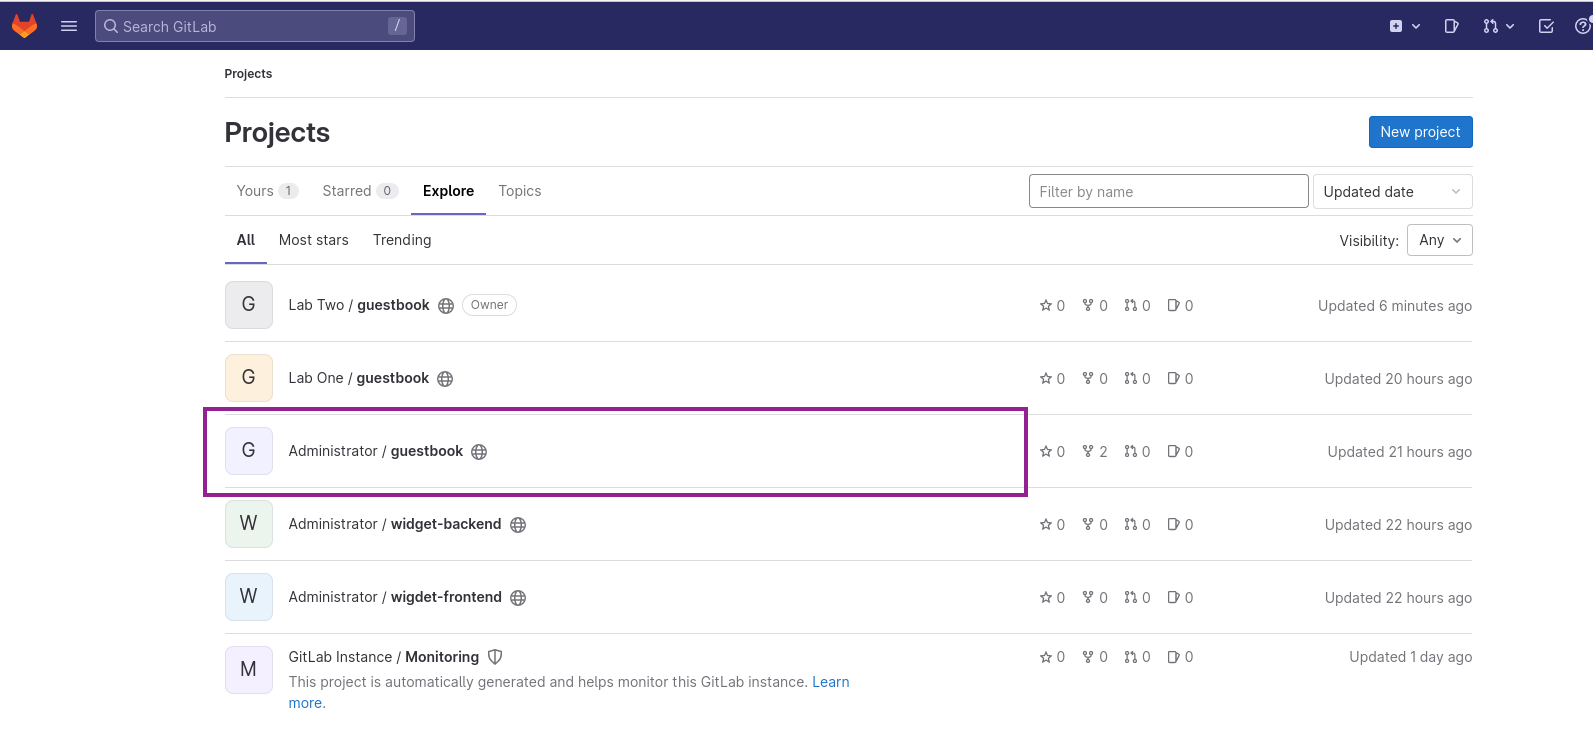 Search GitLab /
Projects
Projects
New project
Yours 1 Starred 0 Explore Topics Filter by name Updated date
All Most stars Trending Visibility: Any
G Lab Two / guestbook Owner 0 0 0 0 Updated 6 minutes ago
G Lab One / guestbook 0 0 0 0 Updated 20 hours ago
G Administrator / guestbook 0 2 0 0 Updated 21 hours ago
W Administrator / widget-backend 0 0 0 0 Updated 22 hours ago
W Administrator / wigdet-frontend 0 0 0 0 Updated 22 hours ago
M GitLab Instance / Monitoring 0 0 0 0 Updated 1 day ago
This project is automatically generated and helps monitor this GitLab instance. Learn
more.